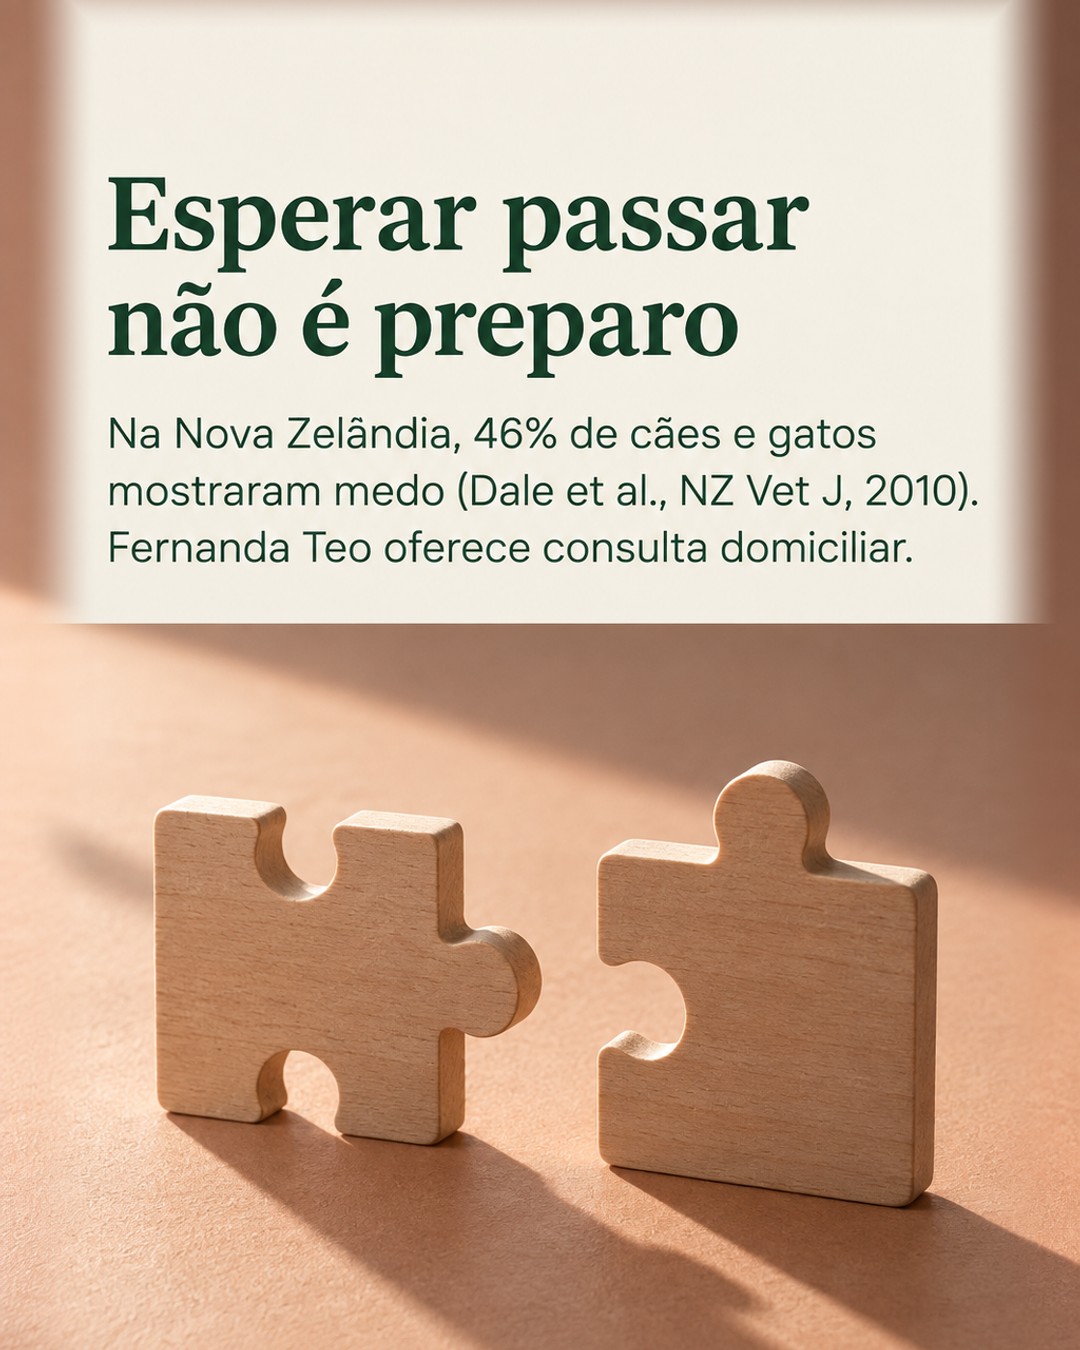 Esperar passar
não é preparo
Na Nova Zelândia, 46% de cães e gatos
mostraram medo (Dale et al., NZ Vet J, 2010).
Fernanda Teo oferece consulta domiciliar.